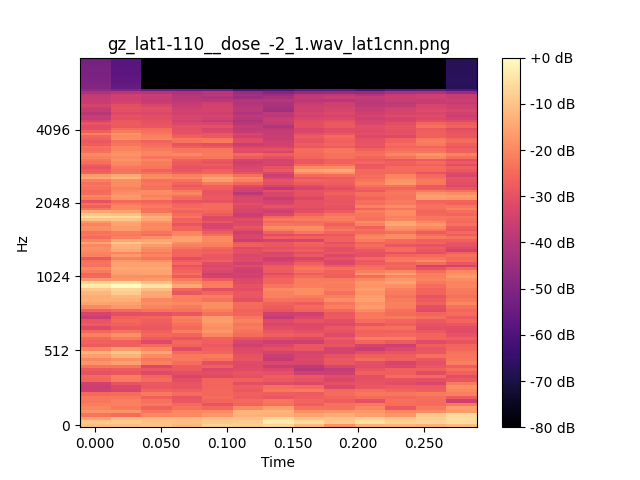 gz_lat1-110__dose_-2_1.wav_lat1cnn.png
Hz
4096
2048
1024
512
0
0.000 0.050 0.100 0.150 0.200 0.250
Time
+0 dB
-10 dB
-20 dB
-30 dB
-40 dB
-50 dB
-60 dB
-70 dB
-80 dB